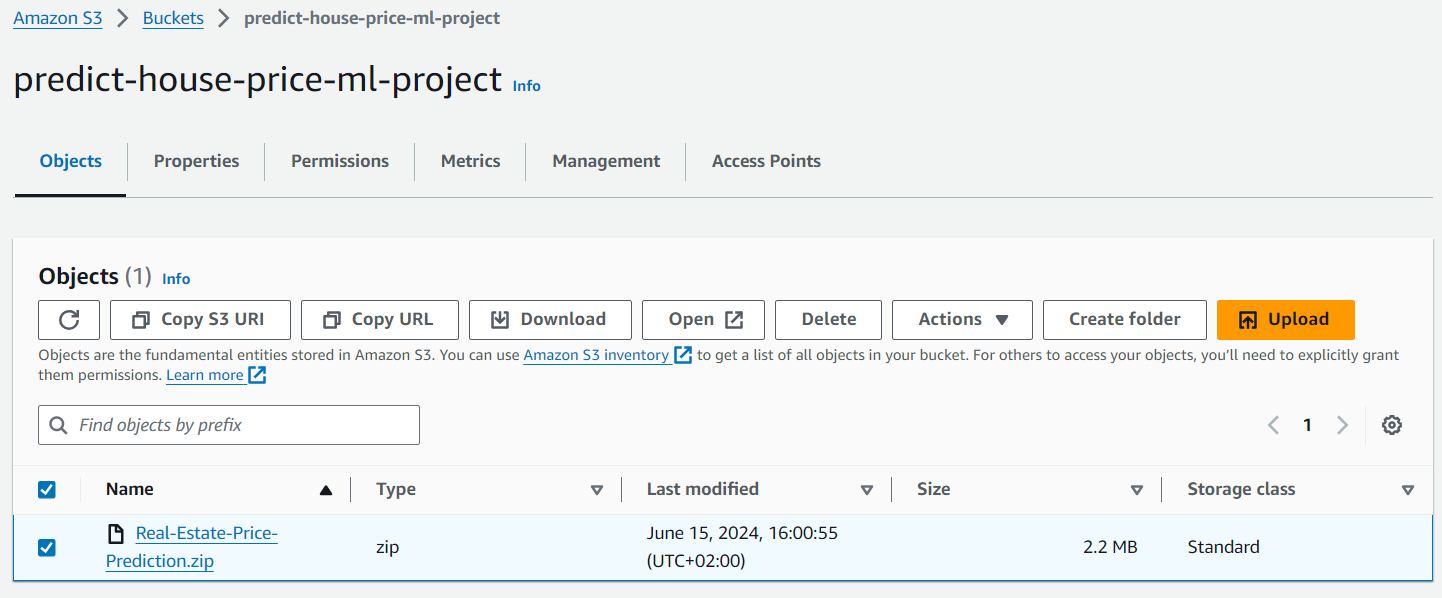 Amazon S3 > Buckets > predict-house-price-ml-project
predict-house-price-ml-project Info
Objects Properties Permissions Metrics Management Access Points
Objects (1) Info
Copy S3 URI Copy URL Download Open Delete Actions Create folder Upload
Objects are the fundamental entities stored in Amazon S3. You can use Amazon S3 inventory to get a list of all objects in your bucket. For others to access your objects, you’ll need to explicitly grant
them permissions. Learn more
Find objects by prefix 1
Name Type Last modified Size Storage class
Real-Estate-Price- June 15, 2024, 16:00:55
zip 2.2 MB Standard
Prediction.zip (UTC+02:00)